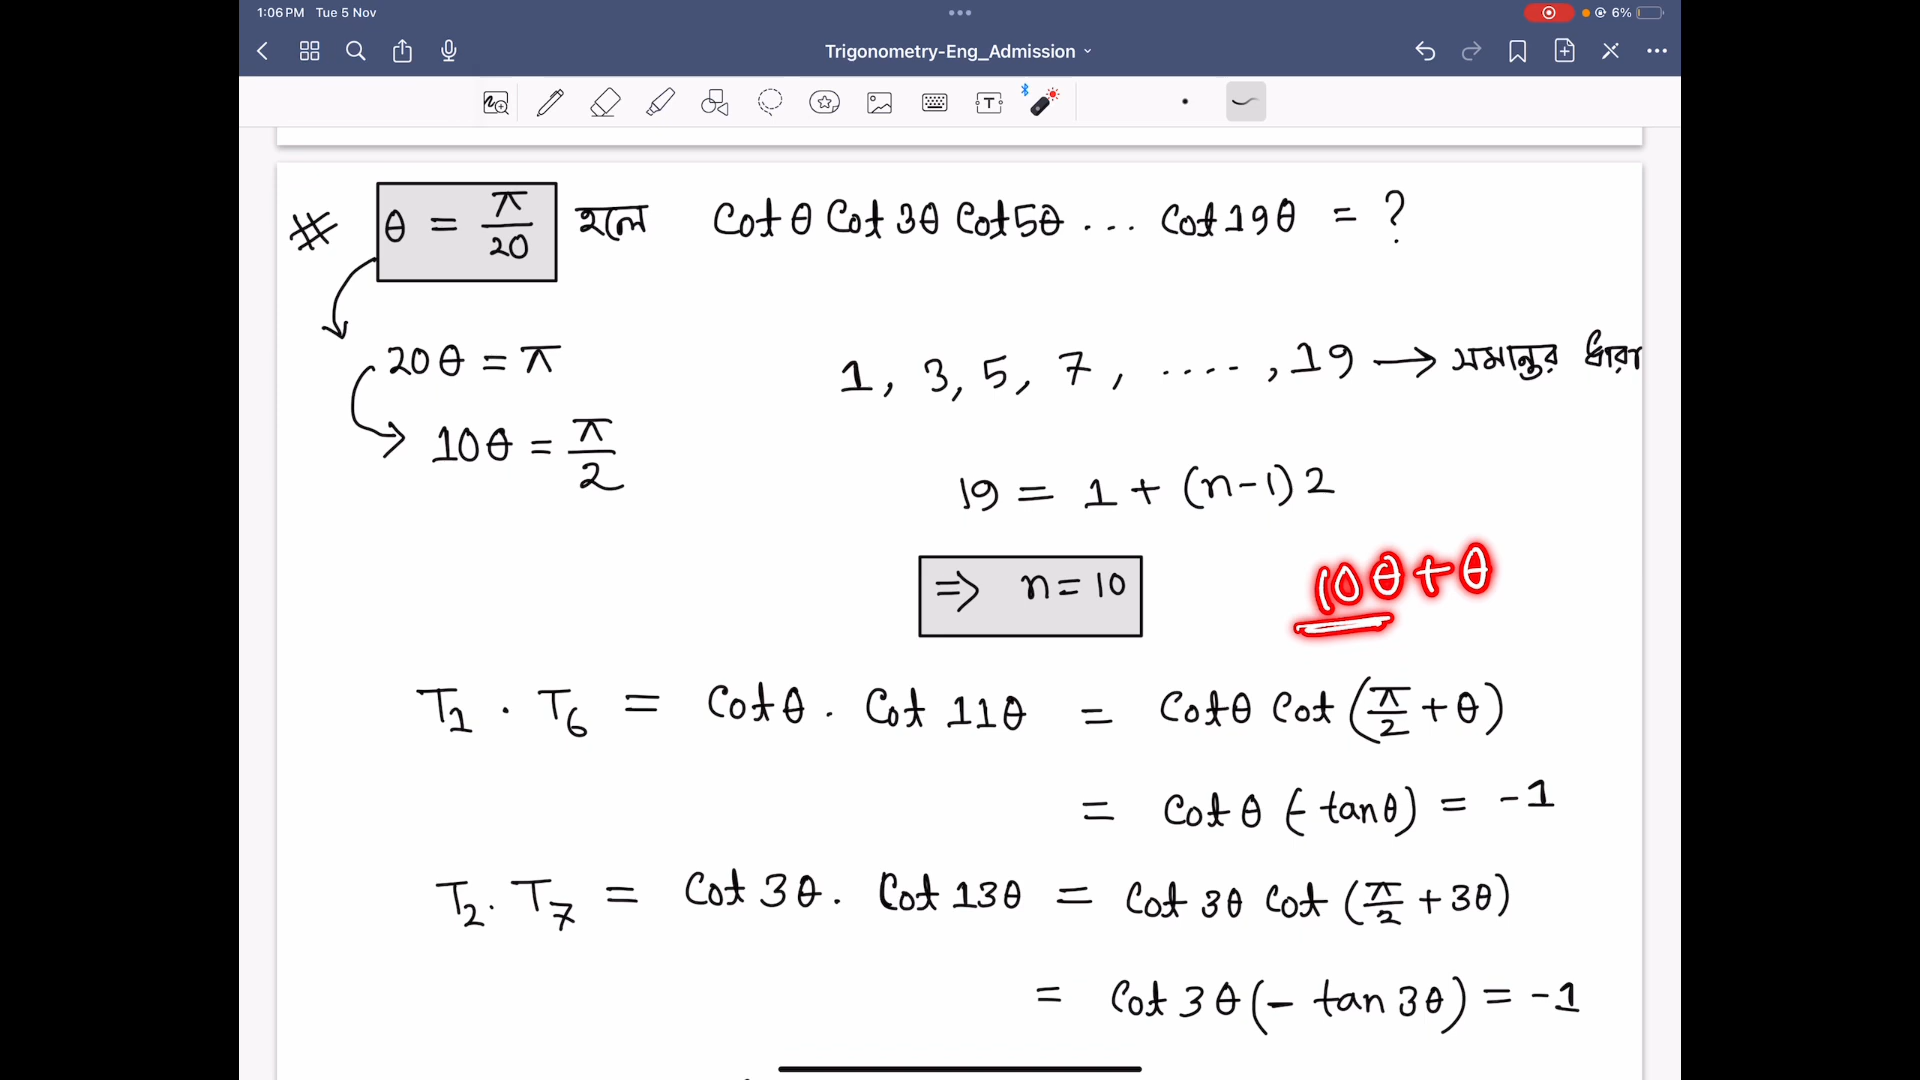 1:06 PM Tue 5 Nov
6%
Trigonometry-Eng_Admission
# θ = π/20 হলে Cot θ Cot 3θ Cot 5θ ... Cot 19θ = ?
20θ = π
1, 3, 5, 7, ...., 19 → সমান্তর ধারা
10θ = π/2
19 = 1 + (n-1) 2
⇒ n = 10
10θ + θ
T1 . T6 = Cotθ . Cot 11θ = Cotθ Cot (π/2 + θ)
= Cot θ (- tanθ) = -1
T2 . T7 = Cot 3θ . Cot 13θ = Cot 3θ Cot (π/2 + 3θ)
= Cot 3θ (- tan 3θ) = -1